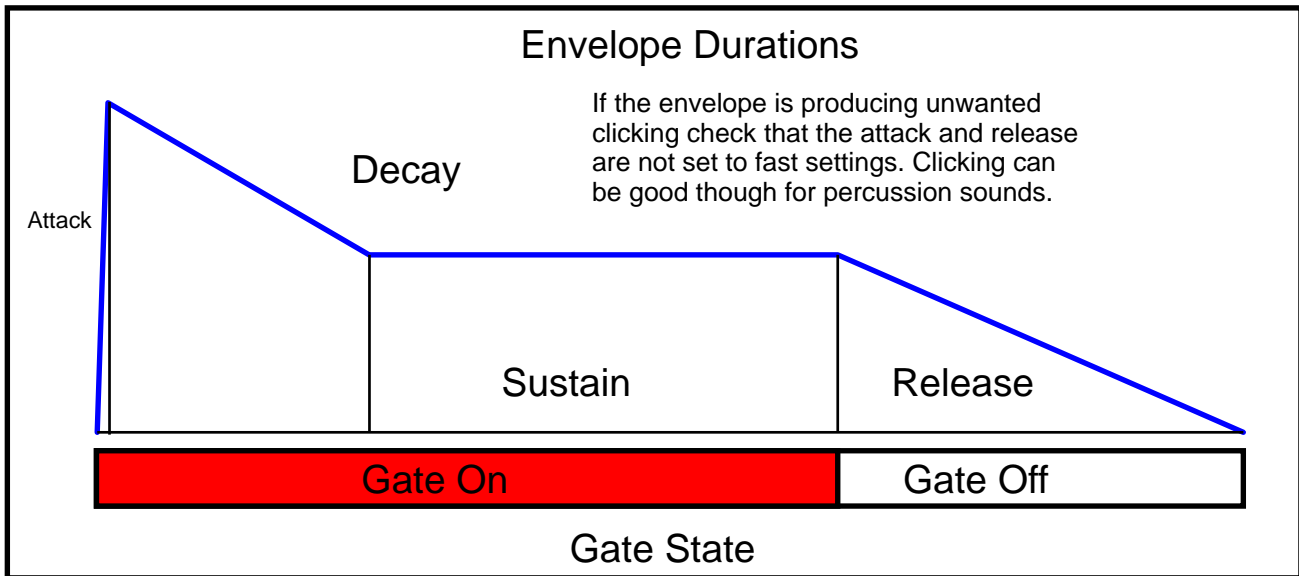 Envelope Durations
If the envelope is producing unwanted
clicking check that the attack and release
are not set to fast settings. Clicking can
be good though for percussion sounds.
Decay
Attack
Sustain
Release
Gate On
Gate Off
Gate State